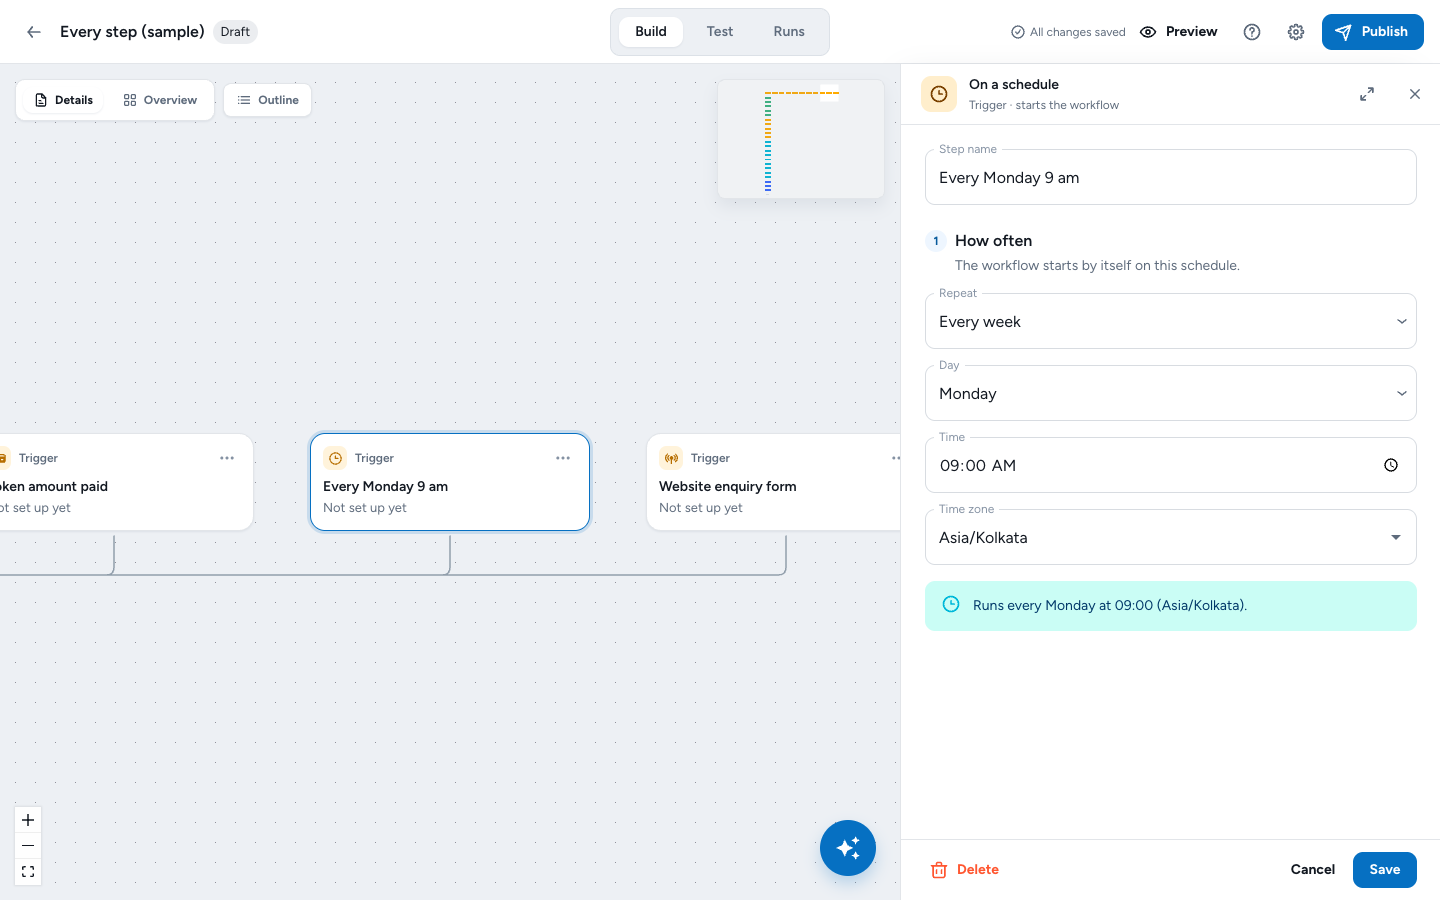 Every step (sample)
Draft
Build
Test
Runs
All changes saved
Preview
Publish
Details
Overview
Outline
Trigger
ken amount paid
ot set up yet
Trigger
Every Monday 9 am
Not set up yet
Trigger
Website enquiry form
Not set up yet
On a schedule
Trigger · starts the workflow
Step name
Every Monday 9 am
1 How often
The workflow starts by itself on this schedule.
Repeat
Every week
Day
Monday
Time
09:00 AM
Time zone
Asia/Kolkata
Runs every Monday at 09:00 (Asia/Kolkata).
Delete
Cancel
Save